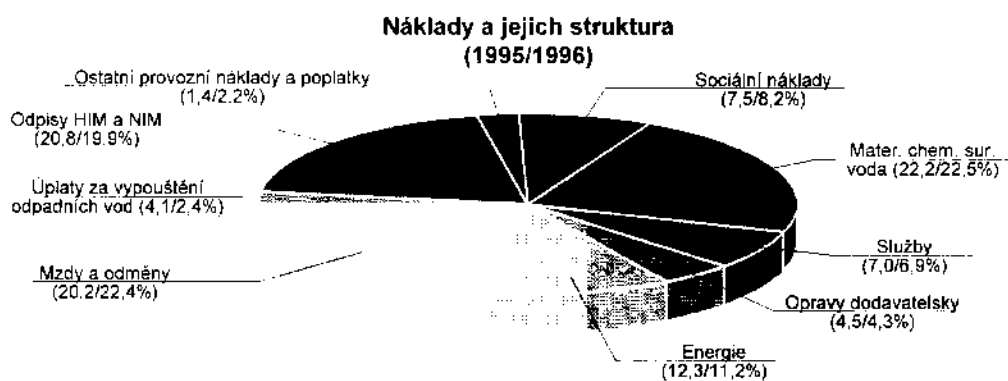 Náklady a jejich struktura
(1995/1996)
Ostatní provozní náklady a poplatky
(1,4/2.2%)
Sociální náklady
(7,5/8,2%)
Odpisy HIM a NIM
(20,8/19.9%)
Mater. chem. sur.
voda (22,2/22,5%)
Úplaty za vypouštění
odpadních vod (4,1/2,4%)
Služby
(7,0/6,9%)
Mzdy a odměny
(20.2/22,4%)
Opravy dodavatelsky
(4,5/4,3%)
Energie
(12,3/11,2%)